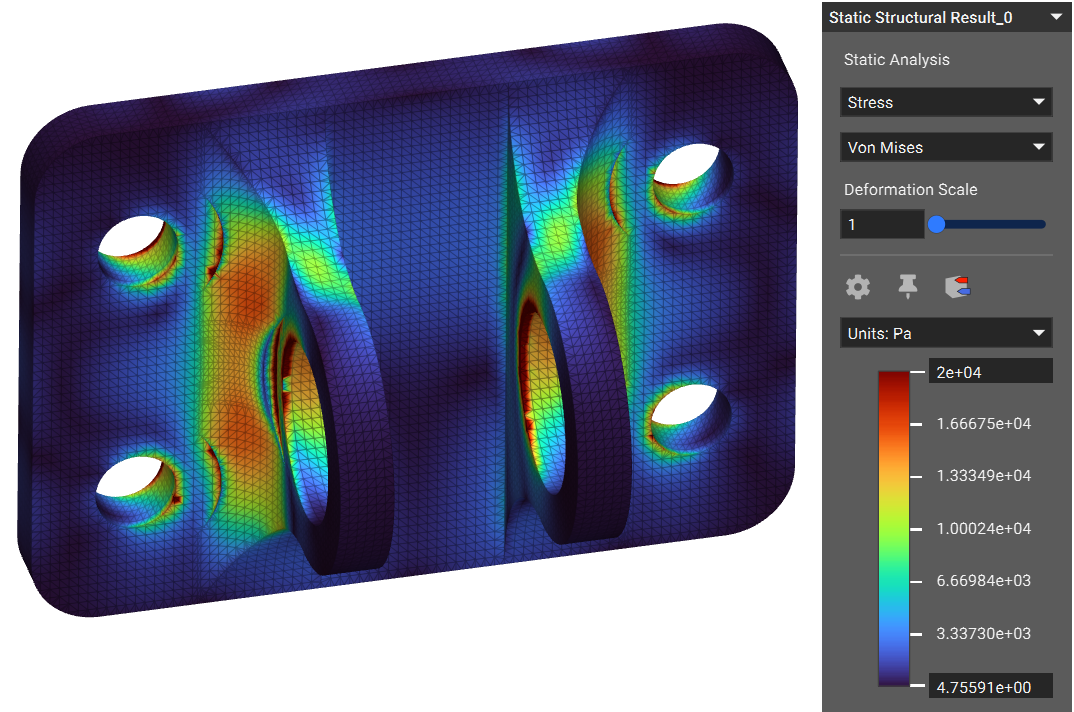 Static Structural Result_0
Static Analysis
Stress
Von Mises
Deformation Scale
1
Units: Pa
2e+04
1.66675e+04
1.33349e+04
1.00024e+04
6.66984e+03
3.33730e+03
4.75591e+00